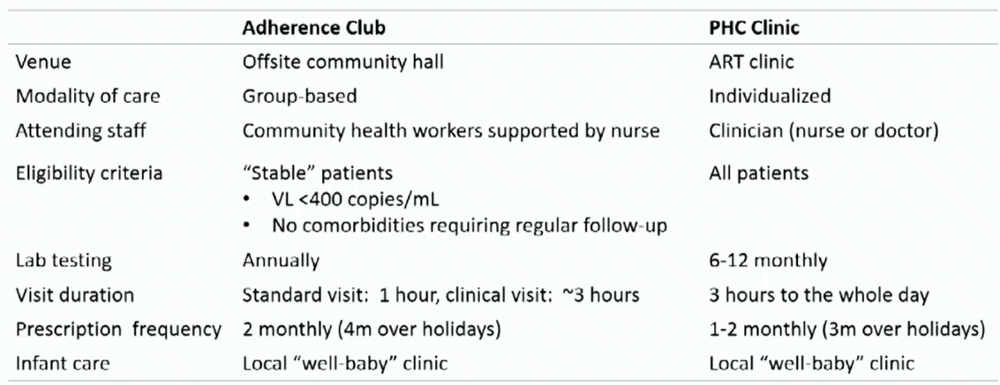 Adherence Club PHC Clinic
Venue Offsite community hall ART clinic
Modality of care Group-based Individualized
Attending staff Community health workers supported by nurse Clinician (nurse or doctor)
Eligibility criteria “Stable” patients All patients
• VL <400 copies/mL
• No comorbidities requiring regular follow-up
Lab testing Annually 6-12 monthly
Visit duration Standard visit: 1 hour, clinical visit: ~3 hours 3 hours to the whole day
Prescription frequency 2 monthly (4m over holidays) 1-2 monthly (3m over holidays)
Infant care Local “well-baby” clinic Local “well-baby” clinic